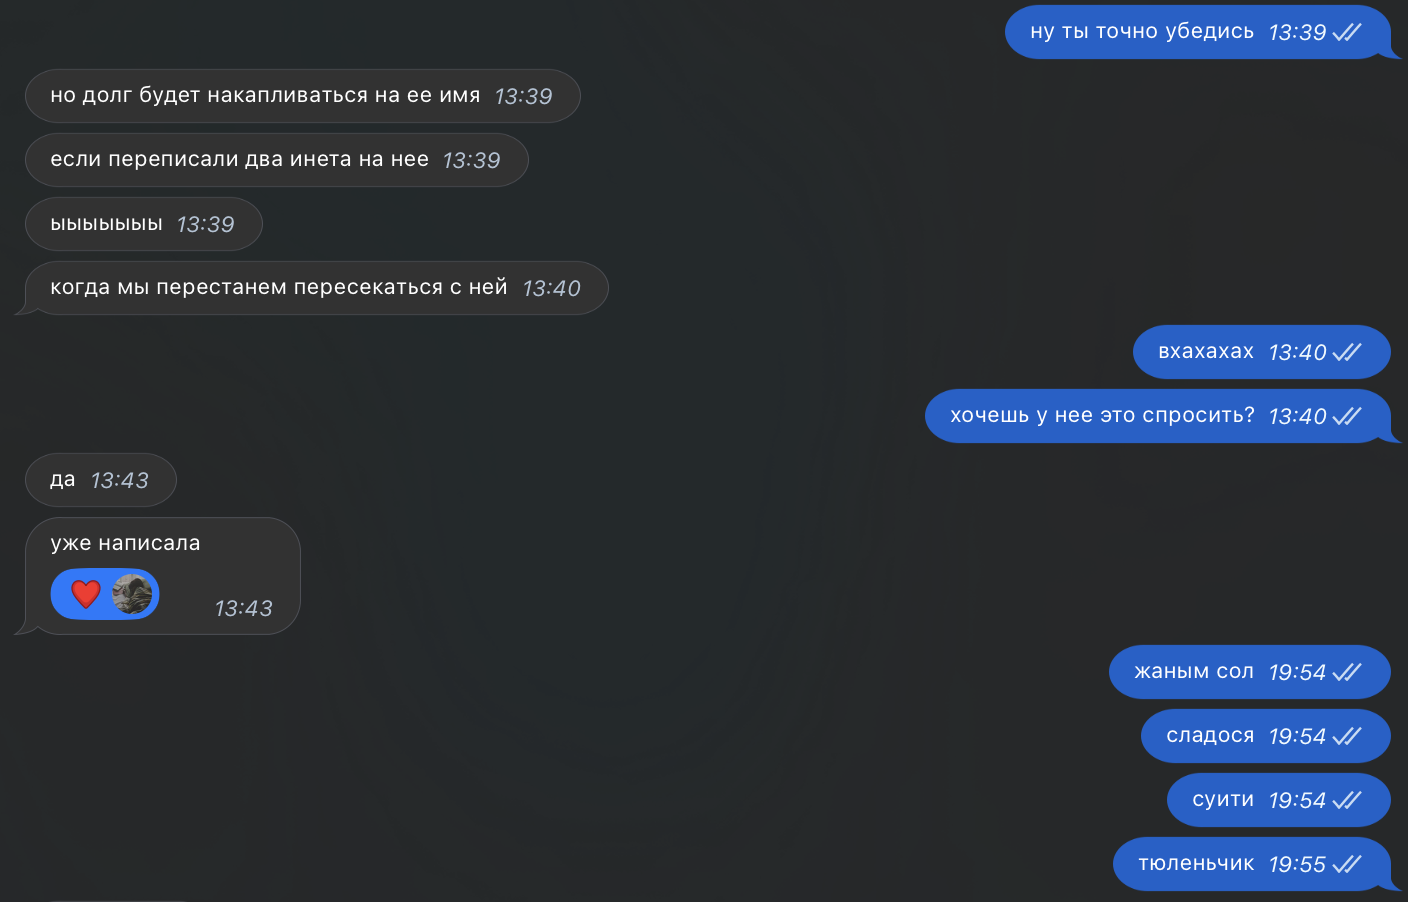 ну ты точно убедись 13:39
но долг будет накапливаться на ее имя 13:39
если переписали два инета на нее 13:39
ыыыыыыы 13:39
когда мы перестанем пересекаться с ней 13:40
вхахахах 13:40
хочешь у нее это спросить? 13:40
да 13:43
уже написала
13:43
жаным сол 19:54
сладося 19:54
суити 19:54
тюленьчик 19:55